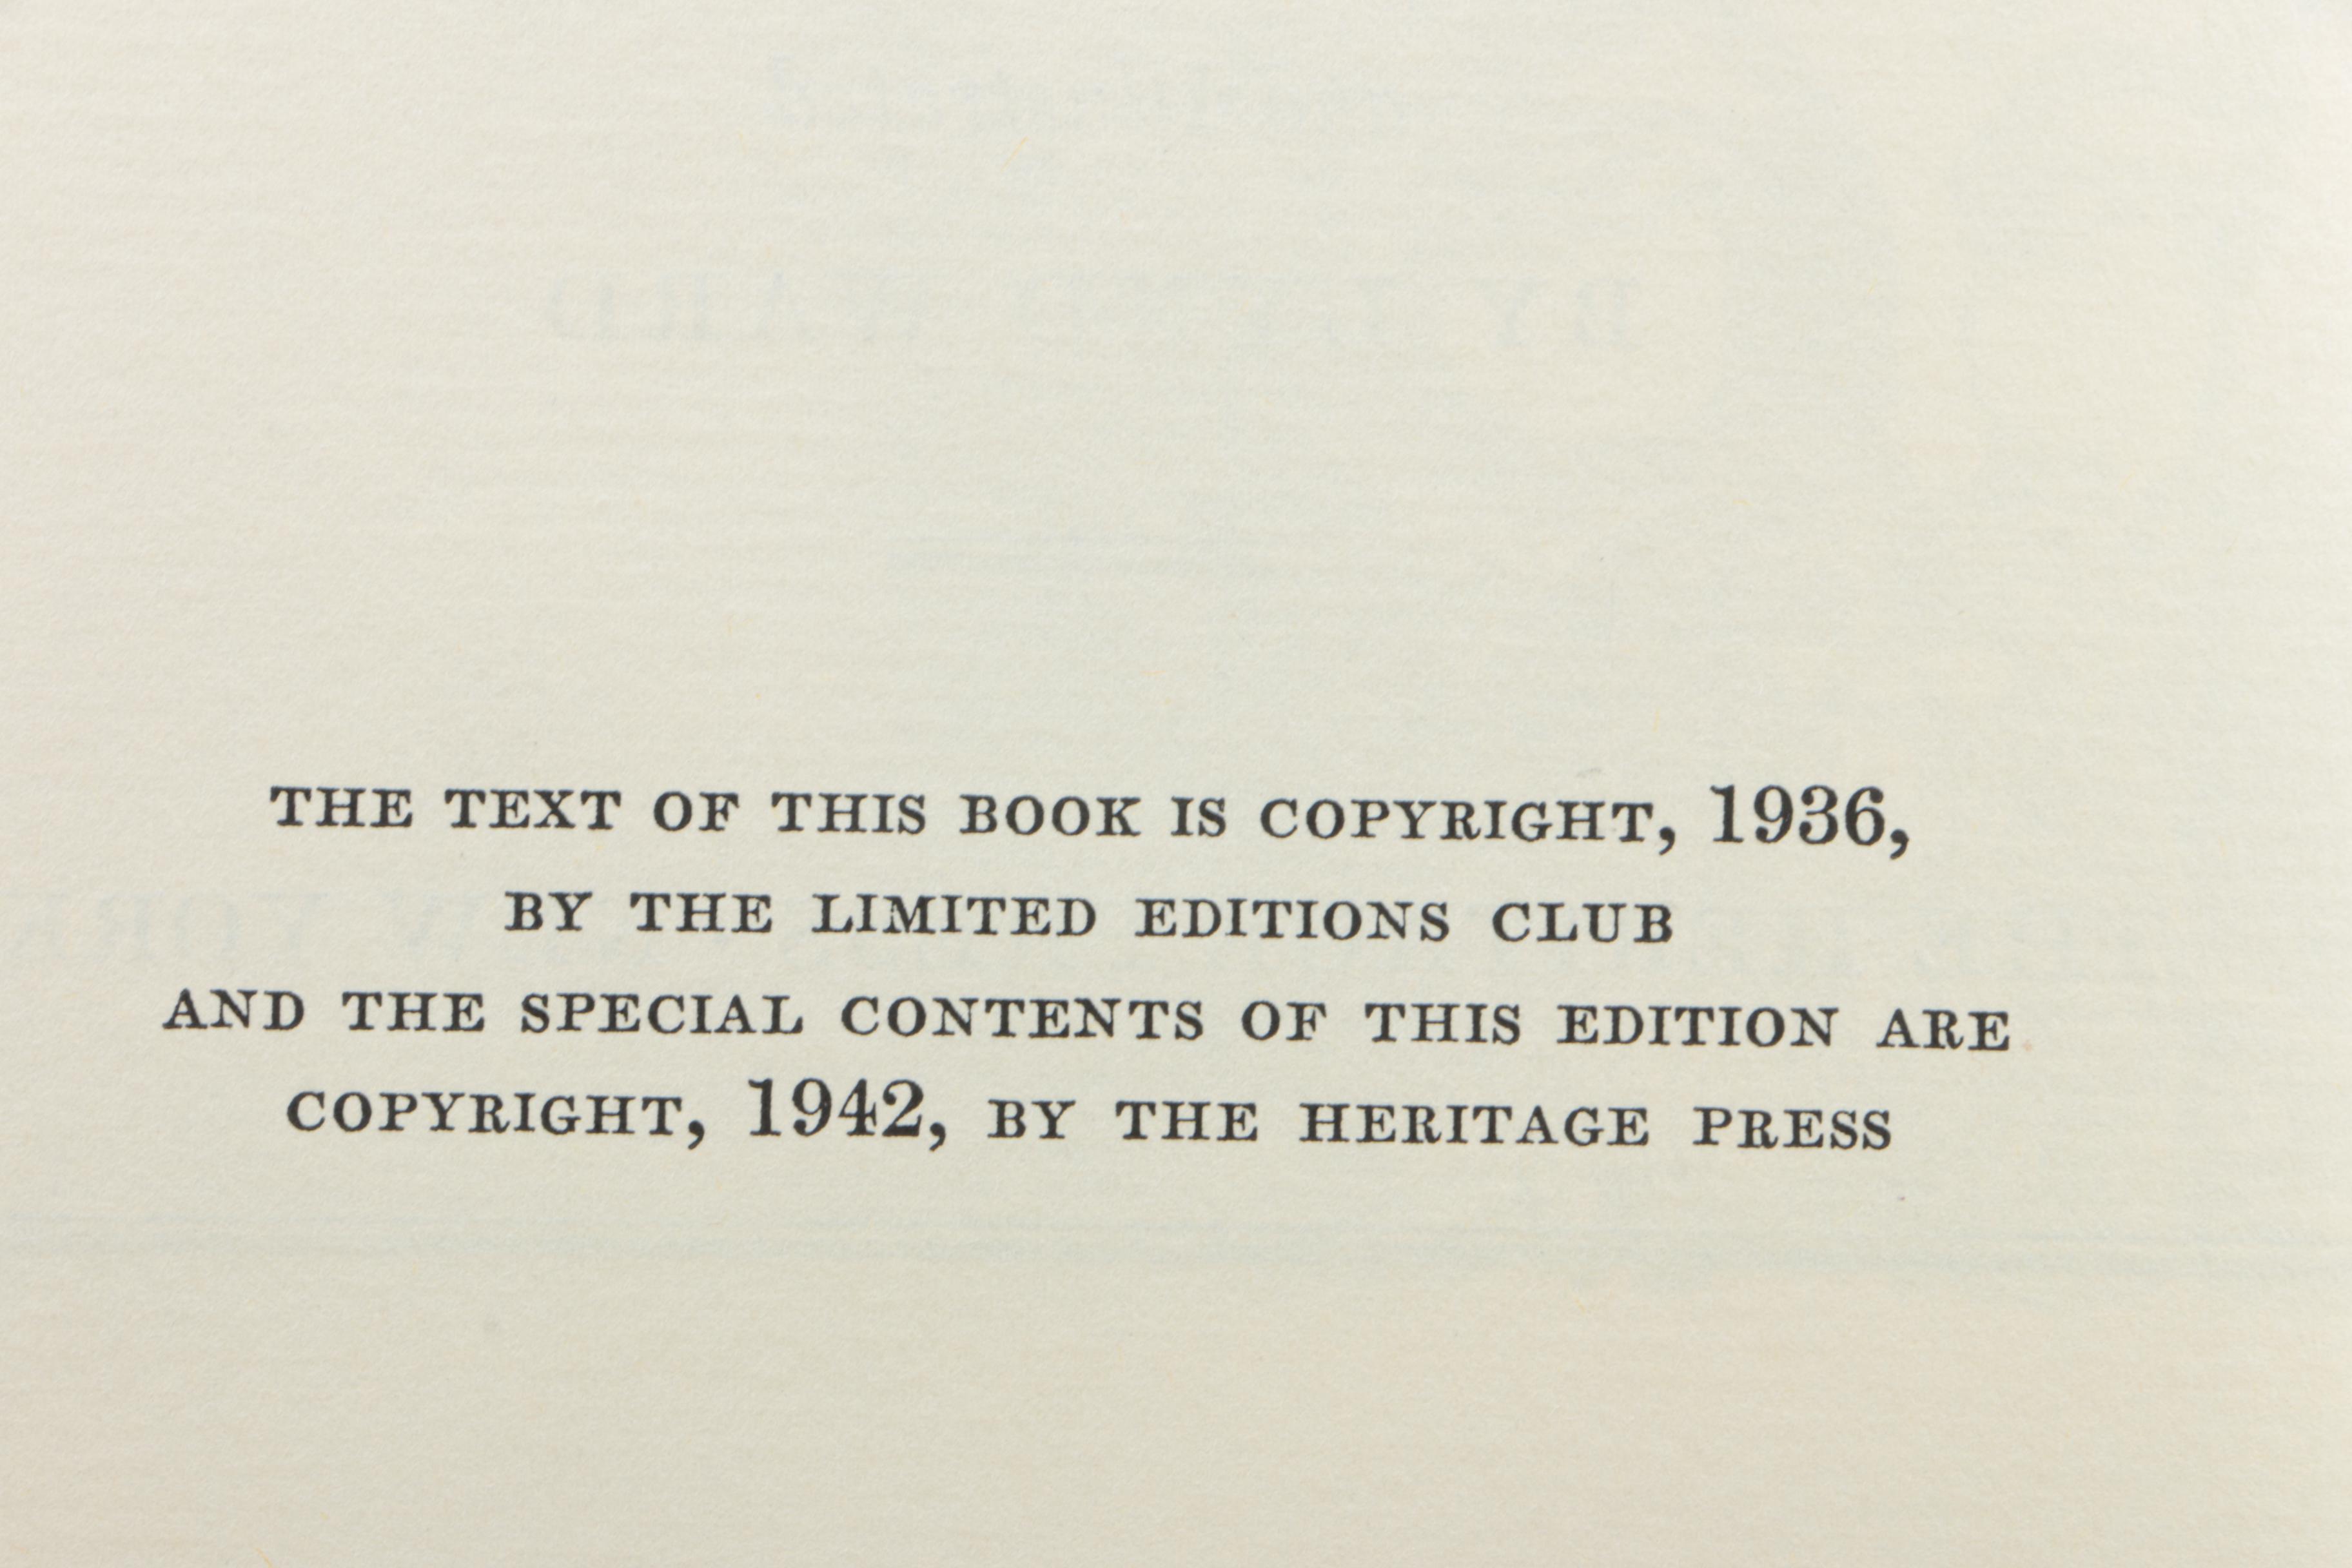 THE TEXT OF THIS BOOK IS COPYRIGHT, 1936,
BY THE LIMITED EDITIONS CLUB
AND THE SPECIAL CONTENTS OF THIS EDITION ARE
COPYRIGHT, 1942, BY THE HERITAGE PRESS